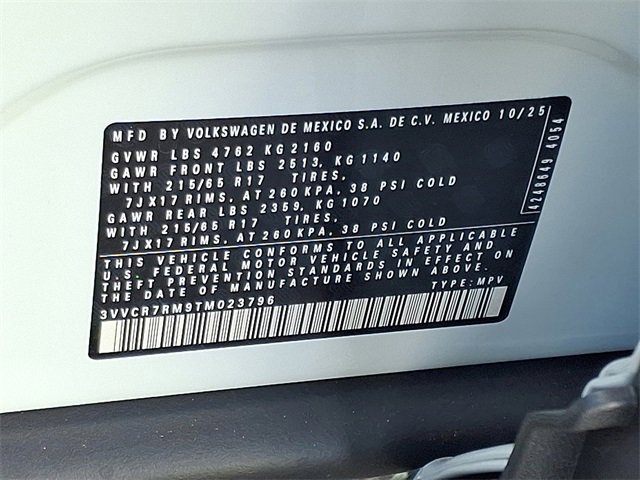 MFD BY VOLKSWAGEN DE MEXICO S.A. DE C.V. MEXICO 10/25
GVWR LBS 4762 KG 2160
GAWR FRONT LBS 2513, KG 1140
WITH 215/65 R17 TIRES,
7JX17 RIMS, AT 260 KPA, 38 PSI COLD
GAWR REAR LBS 2359, KG 1070
WITH 215/65 R17 TIRES,
7JX17 RIMS, AT 260 KPA, 38 PSI COLD
THIS VEHICLE CONFORMS TO ALL APPLICABLE
U.S. FEDERAL MOTOR VEHICLE SAFETY AND
THEFT PREVENTION STANDARDS IN EFFECT ON
THE DATE OF MANUFACTURE SHOWN ABOVE.
3VVCR7RM9TM023796 TYPE: MPV
4248649 4054